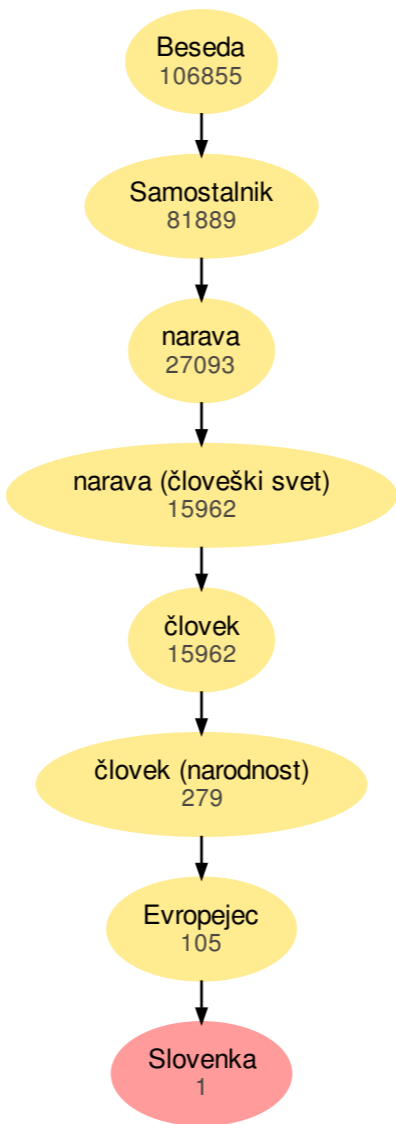 Beseda
106855
Samostalnik
81889
narava
27093
narava (človeški svet)
15962
človek
15962
človek (narodnost)
279
Evropejec
105
Slovenka
1